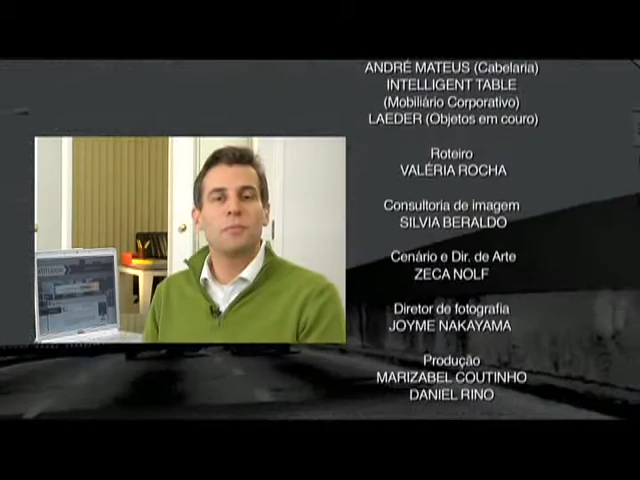 ANDRÉ MATEUS (Cabelaria)
INTELLIGENT TABLE
(Mobiliário Corporativo)
LAEDER (Objetos em couro)
Roteiro
VALÉRIA ROCHA
Consultoria de imagem
SILVIA BERALDO
Cenário e Dir. de Arte
ZECA NOLF
Diretor de fotografia
JOYME NAKAYAMA
Produção
MARIZABEL COUTINHO
DANIEL RINO